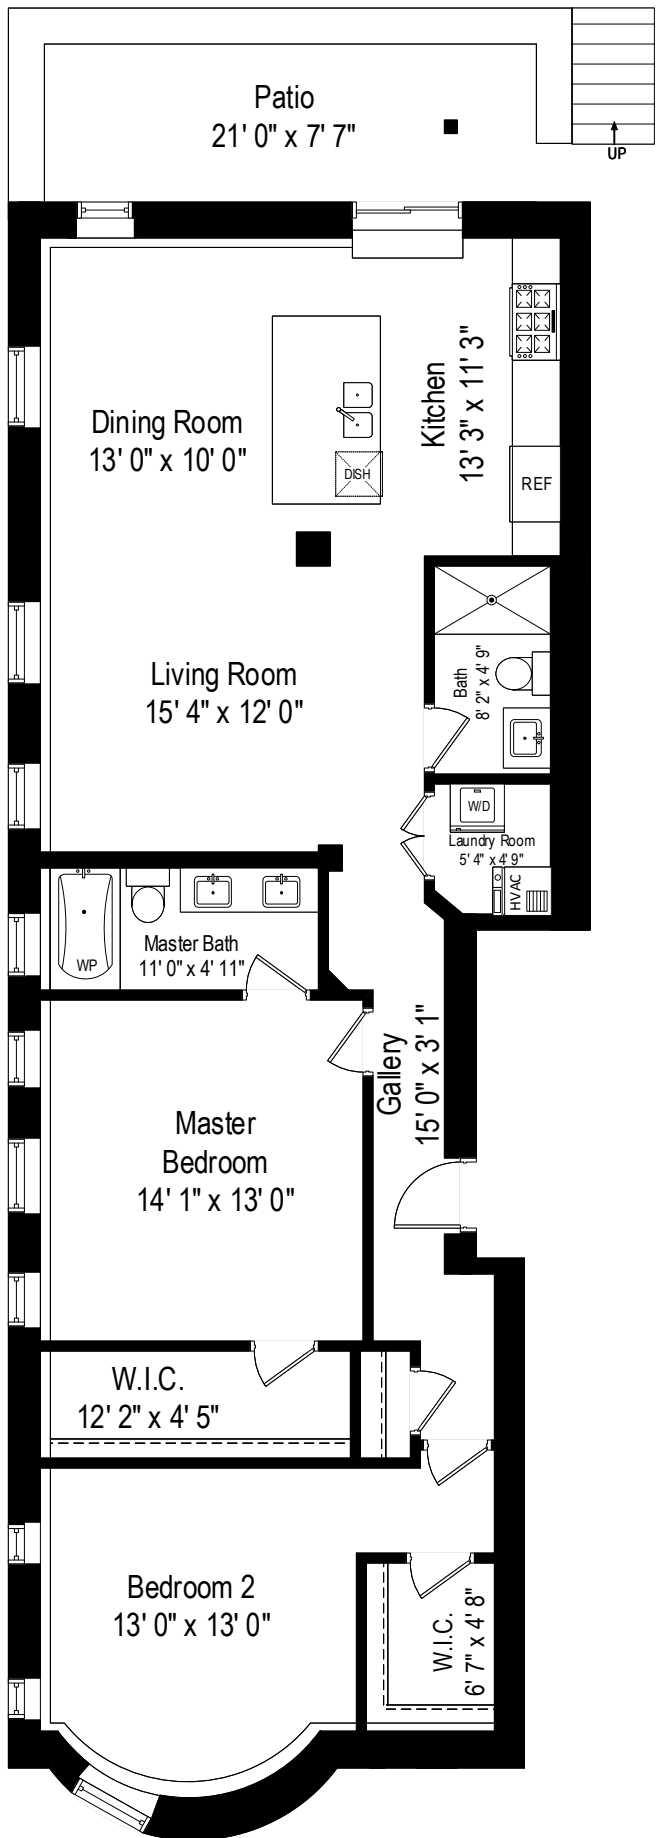 Patio
21' 0" x 7' 7"
UP
Dining Room
13' 0" x 10' 0"
Kitchen
13' 3" x 11' 3"
DISH
REF
Living Room
15' 4" x 12' 0"
Bath
8' 2" x 4' 9"
W/D
Laundry Room
5' 4" x 4' 9"
HVAC
Master Bath
11' 0" x 4' 11"
WP
Gallery
15' 0" x 3' 1"
Master
Bedroom
14' 1" x 13' 0"
W.I.C.
12' 2" x 4' 5"
Bedroom 2
13' 0" x 13' 0"
W.I.C.
6' 7" x 4' 8"